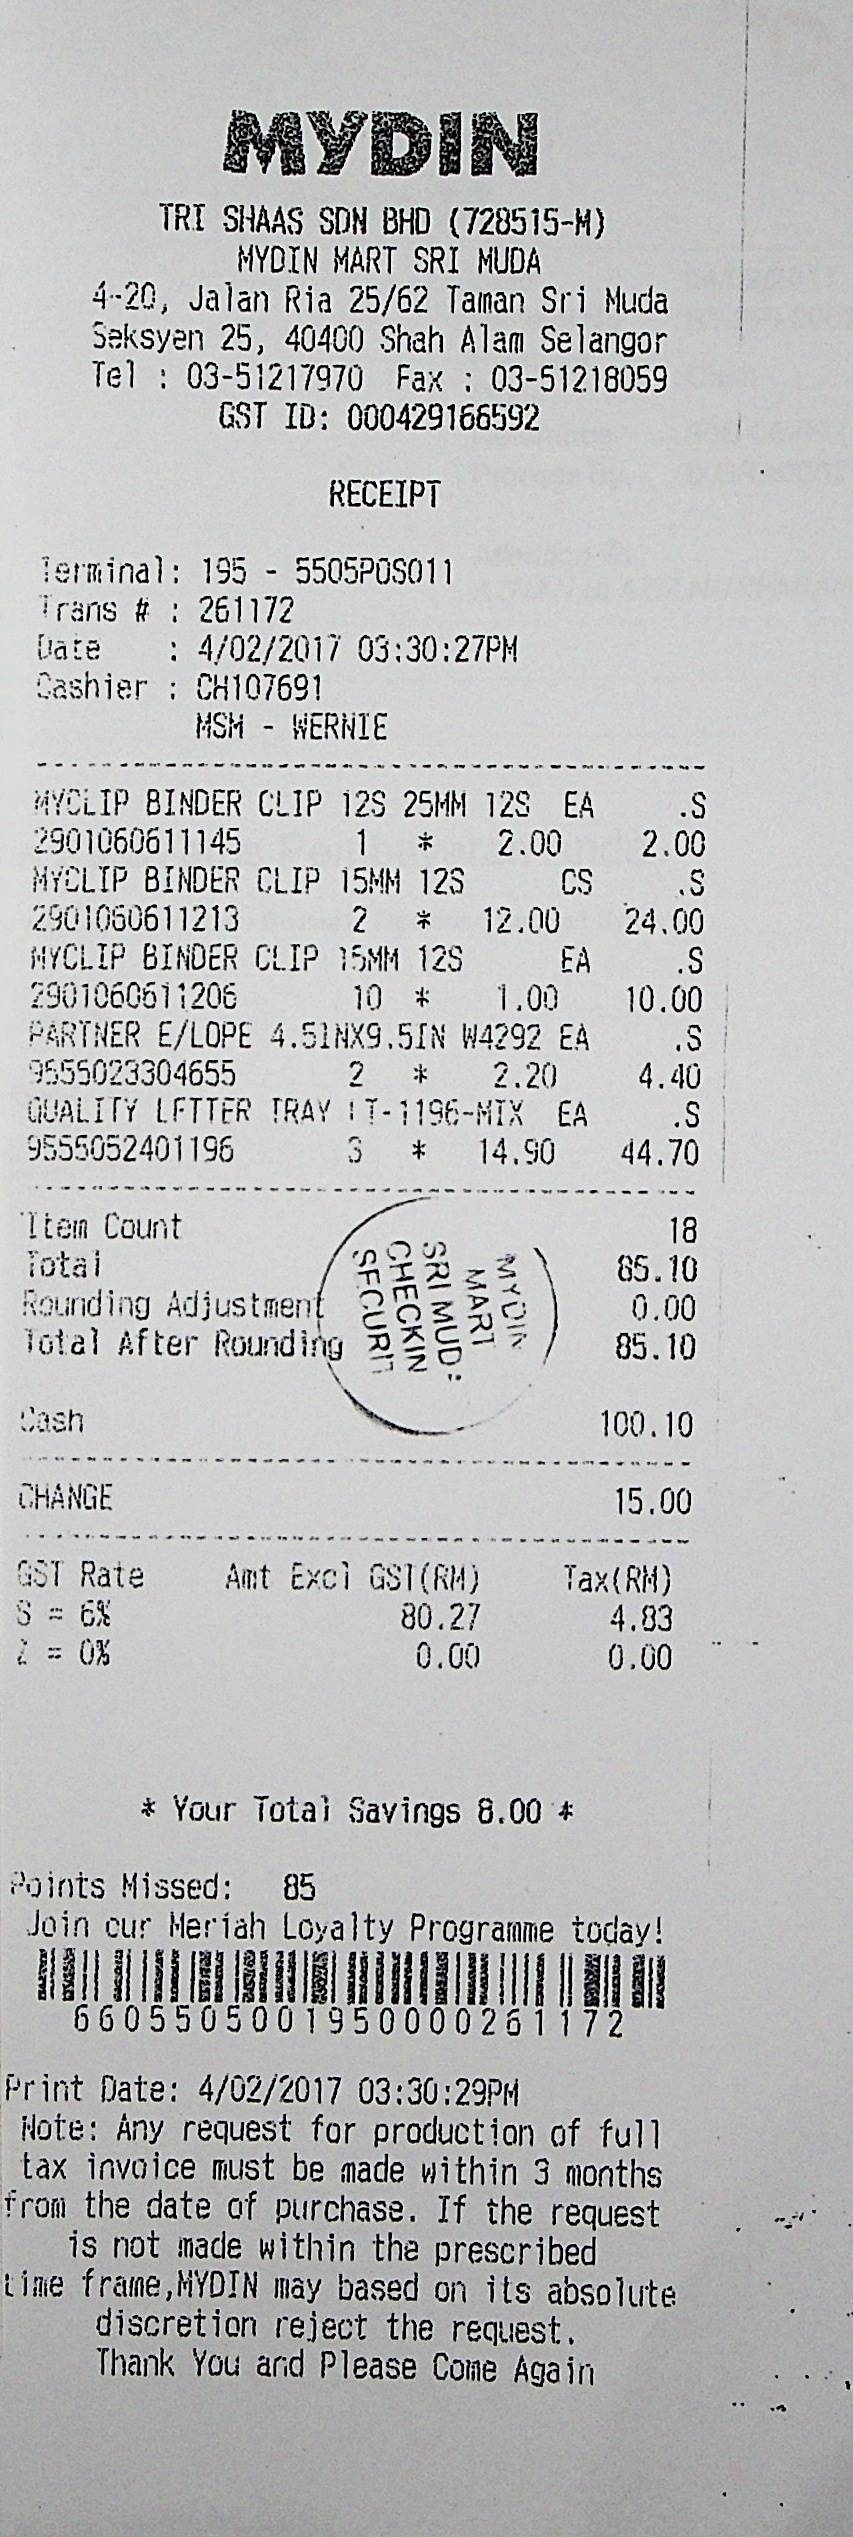 MYDIN
TRI SHAAS SDN BHD (728515-M)
MYDIN MART SRI MUDA
4-20, Jalan Ria 25/62 Taman Sri Muda
Seksyen 25, 40400 Shah Alam Selangor
Tel : 03-51217970 Fax : 03-51218059
GST ID: 000429166592
RECEIPT
Terminal: 195 - 5505POS011
Trans # : 261172
Date : 4/02/2017 03:30:27PM
Cashier : CH107691
MSM - WERNIE
MYCLIP BINDER CLIP 12S 25MM 12S EA .S
2901060611145 1 * 2.00 2.00
MYCLIP BINDER CLIP 15MM 12S CS .S
2901060611213 2 * 12.00 24.00
MYCLIP BINDER CLIP 15MM 12S EA .S
2901060611206 10 * 1.00 10.00
PARTNER E/LOPE 4.5INX9.5IN W4292 EA .S
9555023304655 2 * 2.20 4.40
QUALITY LETTER TRAY LT-1196-MIX EA .S
9555052401196 3 * 14.90 44.70
Item Count 18
Total 85.10
Rounding Adjustment 0.00
Total After Rounding 85.10
MYDIN
MART
SRI MUD
CHECKIN
SECURIT
Cash 100.10
CHANGE 15.00
GST Rate Amt Excl GST(RM) Tax(RM)
S = 6% 80.27 4.83
Z = 0% 0.00 0.00
* Your Total Savings 8.00 *
Points Missed: 85
Join our Meriah Loyalty Programme today!
660550500195000026​1172
Print Date: 4/02/2017 03:30:29PM
Note: Any request for production of full
tax invoice must be made within 3 months
from the date of purchase. If the request
is not made within the prescribed
time frame,MYDIN may based on its absolute
discretion reject the request.
Thank You and Please Come Again